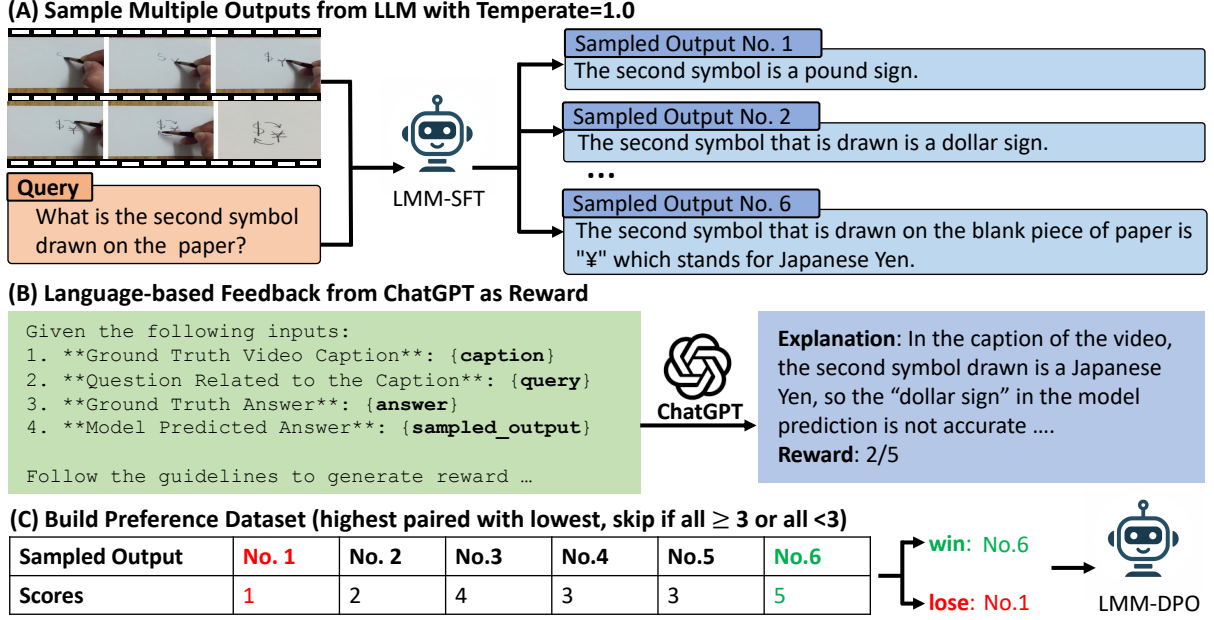 (A) Sample Multiple Outputs from LLM with Temperate=1.0
Query
What is the second symbol
drawn on the paper?
LMM-SFT
Sampled Output No. 1
The second symbol is a pound sign.
Sampled Output No. 2
The second symbol that is drawn is a dollar sign.
...
Sampled Output No. 6
The second symbol that is drawn on the blank piece of paper is
"¥" which stands for Japanese Yen.
(B) Language-based Feedback from ChatGPT as Reward
Given the following inputs:
1. **Ground Truth Video Caption**: {caption}
2. **Question Related to the Caption**: {query}
3. **Ground Truth Answer**: {answer}
4. **Model Predicted Answer**: {sampled_output}
Follow the guidelines to generate reward …
ChatGPT
Explanation: In the caption of the video,
the second symbol drawn is a Japanese
Yen, so the “dollar sign” in the model
prediction is not accurate ….
Reward: 2/5
(C) Build Preference Dataset (highest paired with lowest, skip if all ≥ 3 or all <3)
Sampled Output No. 1 No. 2 No.3 No.4 No.5 No.6
Scores 1 2 4 3 3 5
win: No.6
lose: No.1
LMM-DPO